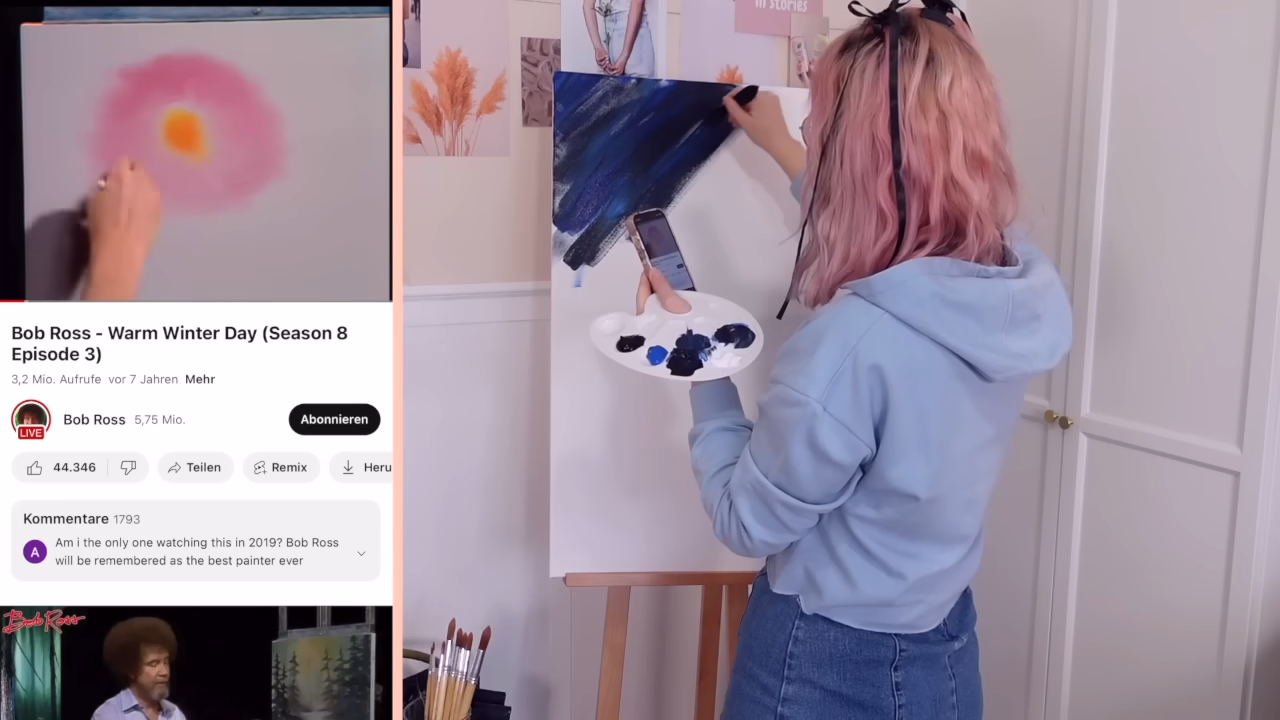 Bob Ross - Warm Winter Day (Season 8
Episode 3)
3,2 Mio. Aufrufe vor 7 Jahren Mehr
LIVE
Bob Ross 5,75 Mio.
Abonnieren
44.346
Teilen
Remix
Heru
Kommentare 1793
A
Am i the only one watching this in 2019? Bob Ross
will be remembered as the best painter ever
Bob Ross
in stories